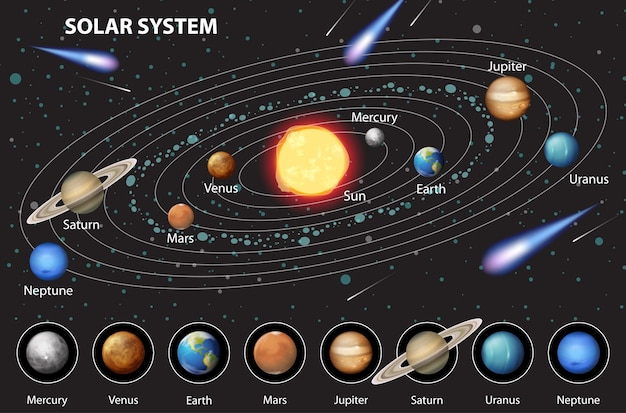 SOLAR SYSTEM
Jupiter
Mercury
Venus
Sun
Earth
Uranus
Saturn
Mars
Neptune
Mercury Venus Earth Mars Jupiter Saturn Uranus Neptune